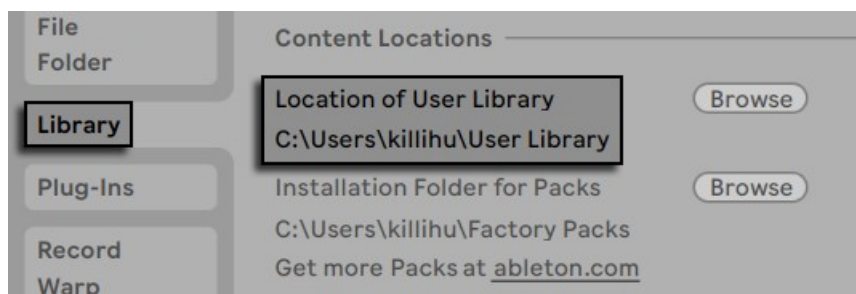 File
Folder
Library
Plug-Ins
Record
Warp
Content Locations
Location of User Library
Browse
C:\Users\killihu\User Library
Installation Folder for Packs
Browse
C:\Users\killihu\Factory Packs
Get more Packs at ableton.com